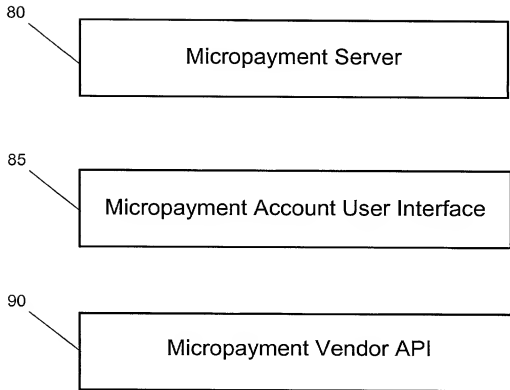 80
Micropayment Server
85
Micropayment Account User Interface
90
Micropayment Vendor API